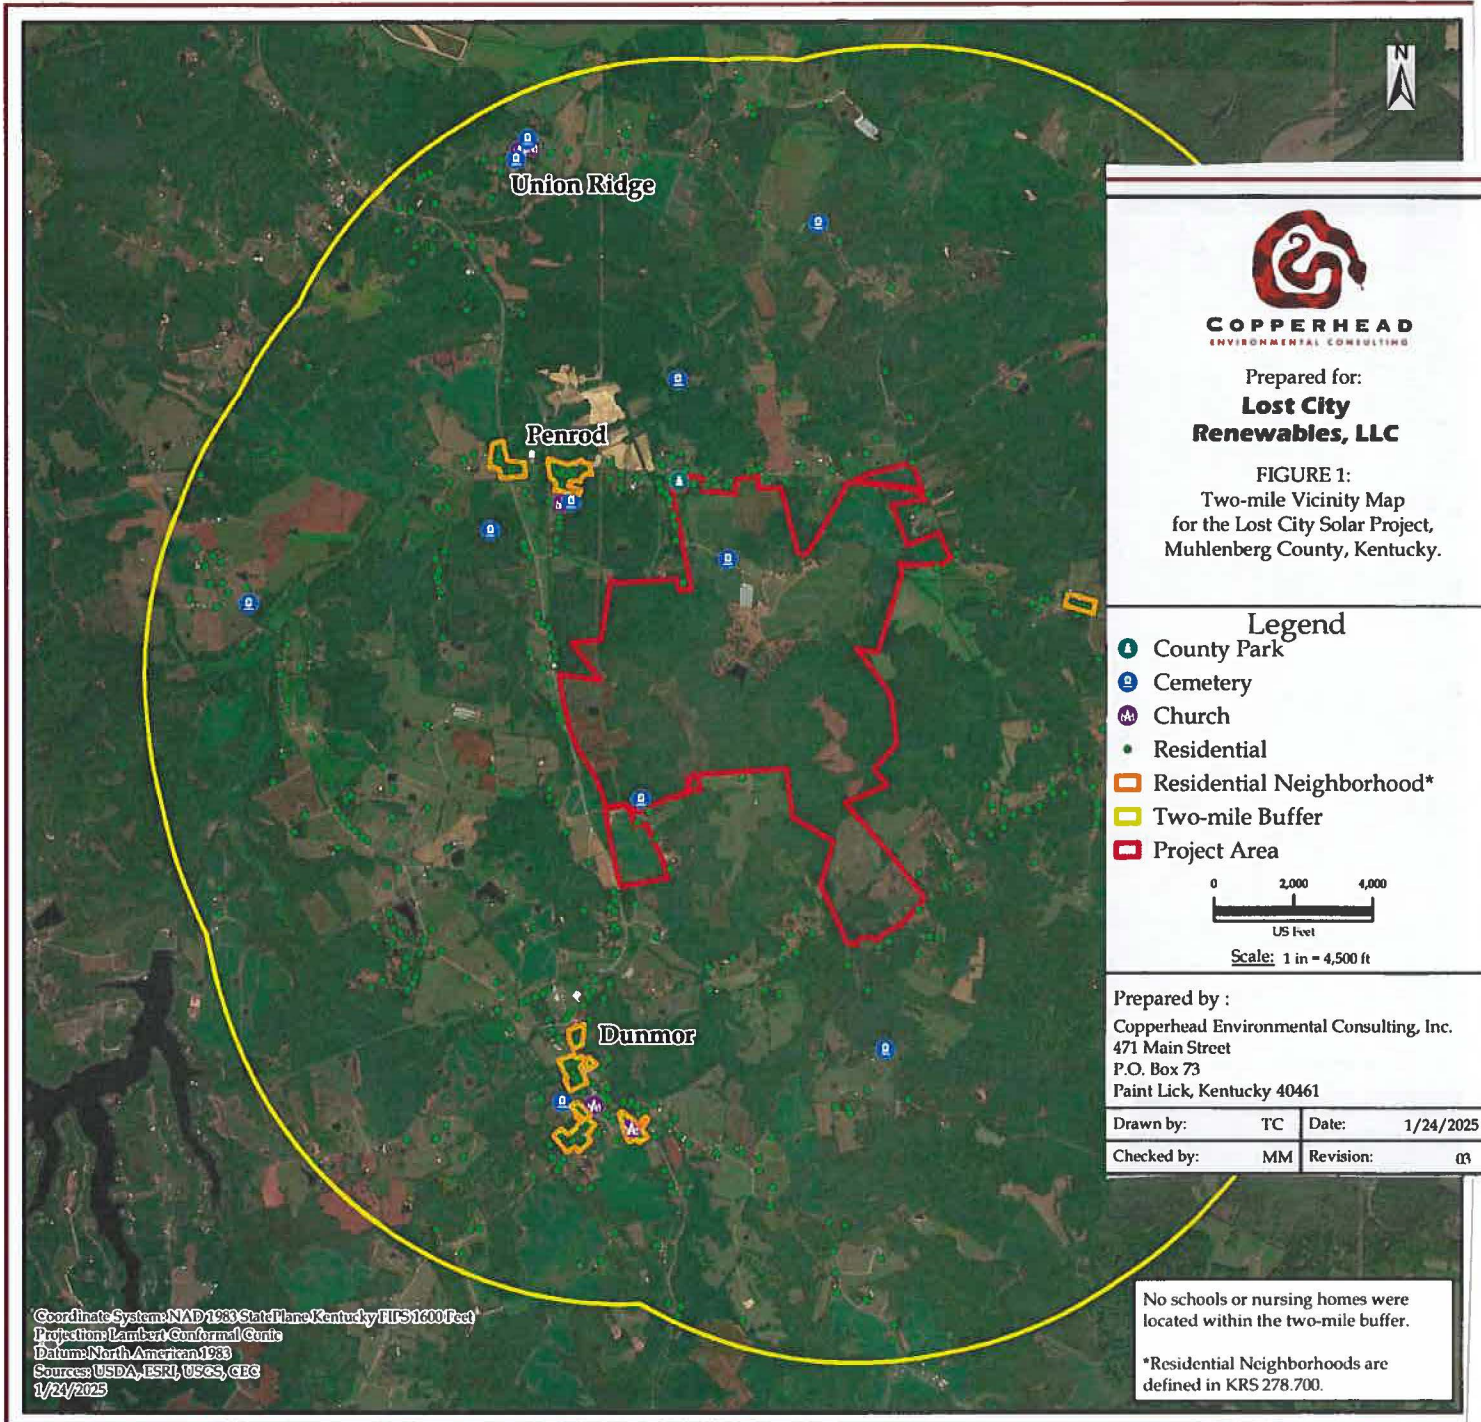 N
Union Ridge
Penrod
Dunmor
COPPERHEAD
ENVIRONMENTAL CONSULTING
Prepared for:
Lost City
Renewables, LLC
FIGURE 1:
Two-mile Vicinity Map
for the Lost City Solar Project,
Muhlenberg County, Kentucky.
Legend
County Park
Cemetery
Church
Residential
Residential Neighborhood*
Two-mile Buffer
Project Area
0 2,000 4,000
US Feet
Scale: 1 in = 4,500 ft
Prepared by :
Copperhead Environmental Consulting, Inc.
471 Main Street
P.O. Box 73
Paint Lick, Kentucky 40461
Drawn by: TC Date: 1/24/2025
Checked by: MM Revision: 03
No schools or nursing homes were
located within the two-mile buffer.
*Residential Neighborhoods are
defined in KRS 278.700.
Coordinate System: NAD 1983 StatePlane Kentucky FIPS 1600 Feet
Projection: Lambert Conformal Conic
Datum: North American 1983
Sources: USDA, ESRI, USGS, CEC
1/24/2025